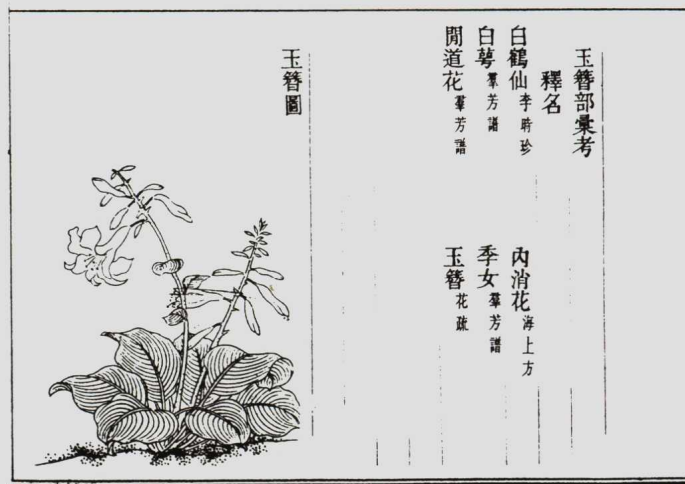 玉簪部彙考
釋名
白鶴仙 李時珍 內消花 海上方
白萼 羣芳譜 季女 羣芳譜
閒道花 羣芳譜 玉簪 花疏
玉簪圖